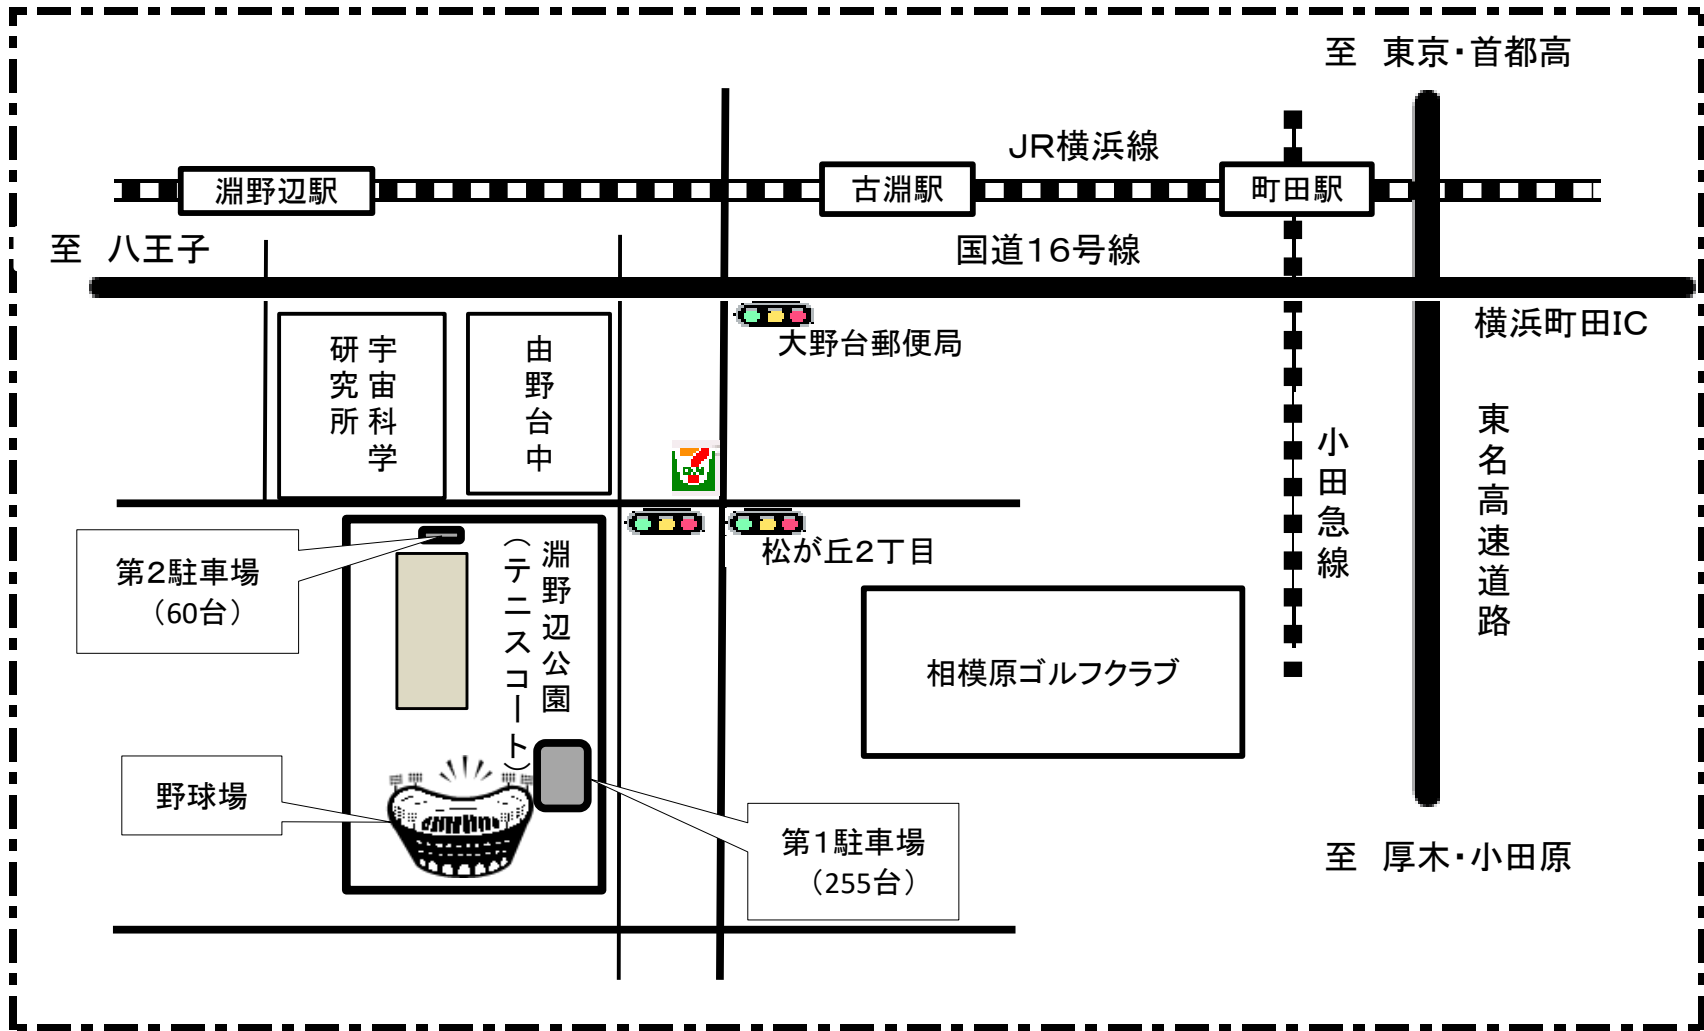 至　東京・首都高
JR横浜線
淵野辺駅
古淵駅
町田駅
至　八王子
国道16号線
横浜町田IC
大野台郵便局
宇宙科学
研究所
由野台中
小田急線
東名高速道路
松が丘2丁目
第2駐車場
（60台）
淵野辺公園
（テニスコート）
相模原ゴルフクラブ
野球場
第1駐車場
（255台）
至　厚木・小田原